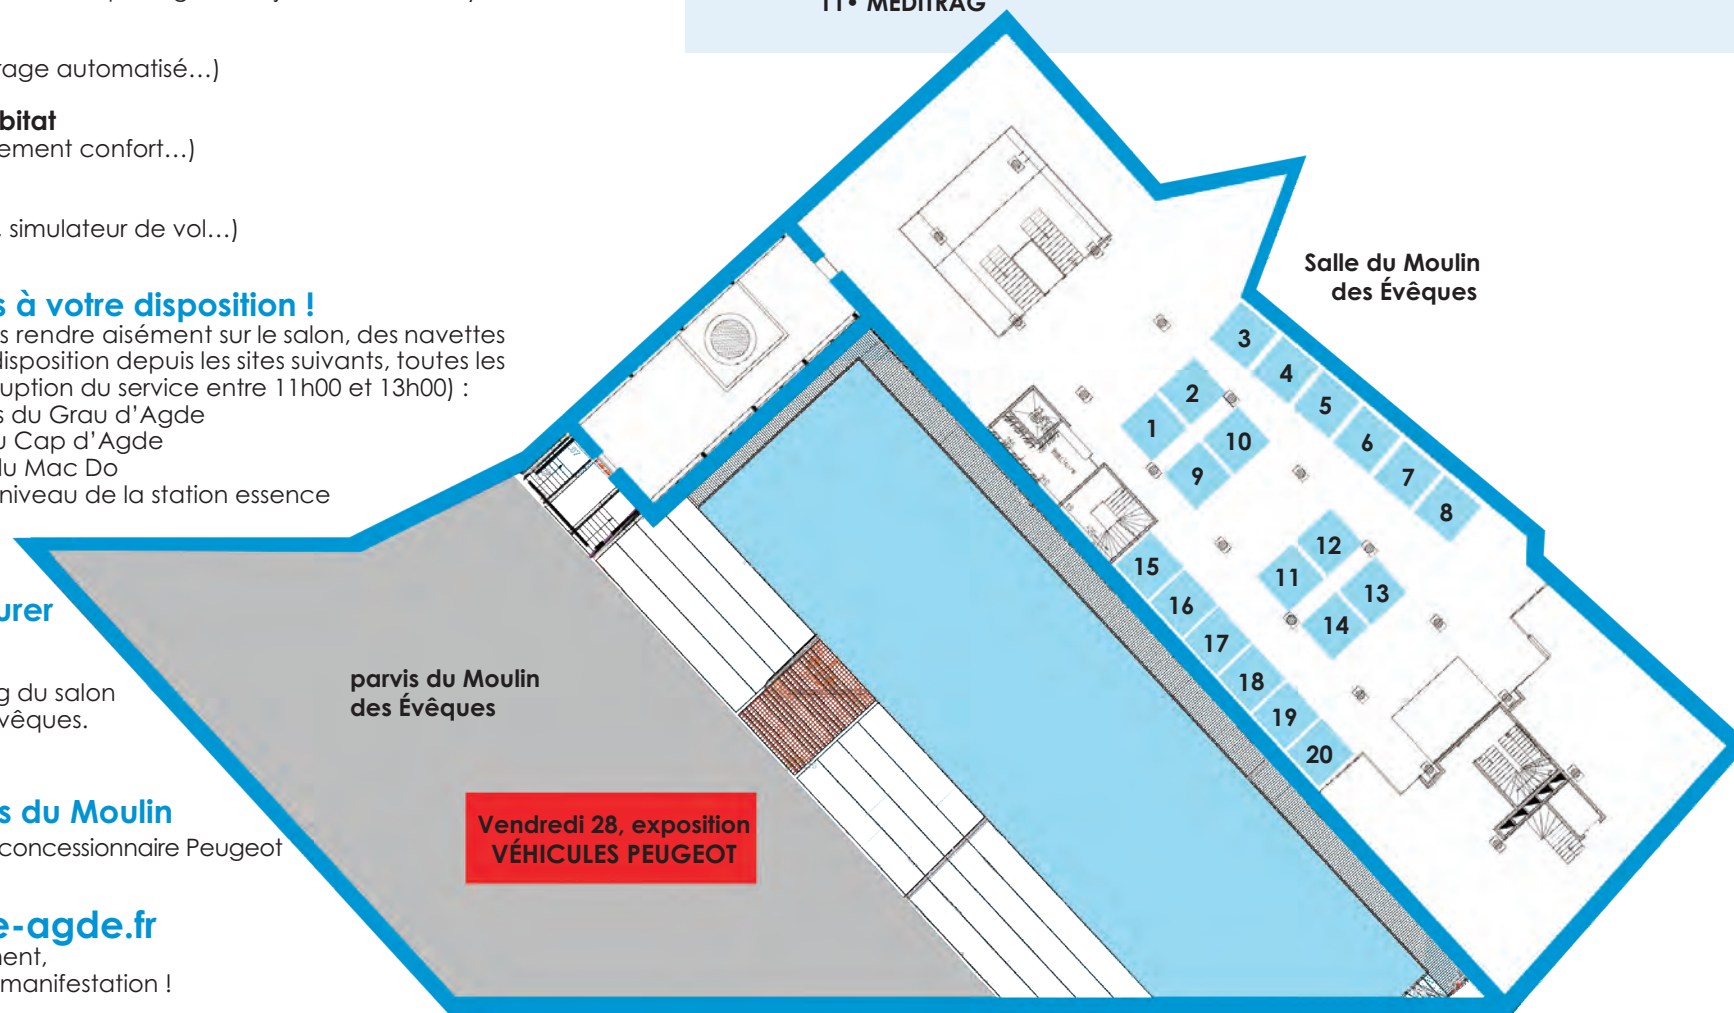 11• MEDITRAG
rage automatisé…)
bitat
ement confort…)
, simulateur de vol…)
s à votre disposition !
s rendre aisément sur le salon, des navettes
disposition depuis les sites suivants, toutes les
uption du service entre 11h00 et 13h00) :
s du Grau d’Agde
u Cap d’Agde
du Mac Do
niveau de la station essence
urer
g du salon
vêques.
s du Moulin
concessionnaire Peugeot
e-agde.fr
ment,
manifestation !
Salle du Moulin
des Évêques
3
4
5
6
7
8
2
1
10
9
12
11
13
14
15
16
17
18
19
20
parvis du Moulin
des Évêques
Vendredi 28, exposition
VÉHICULES PEUGEOT